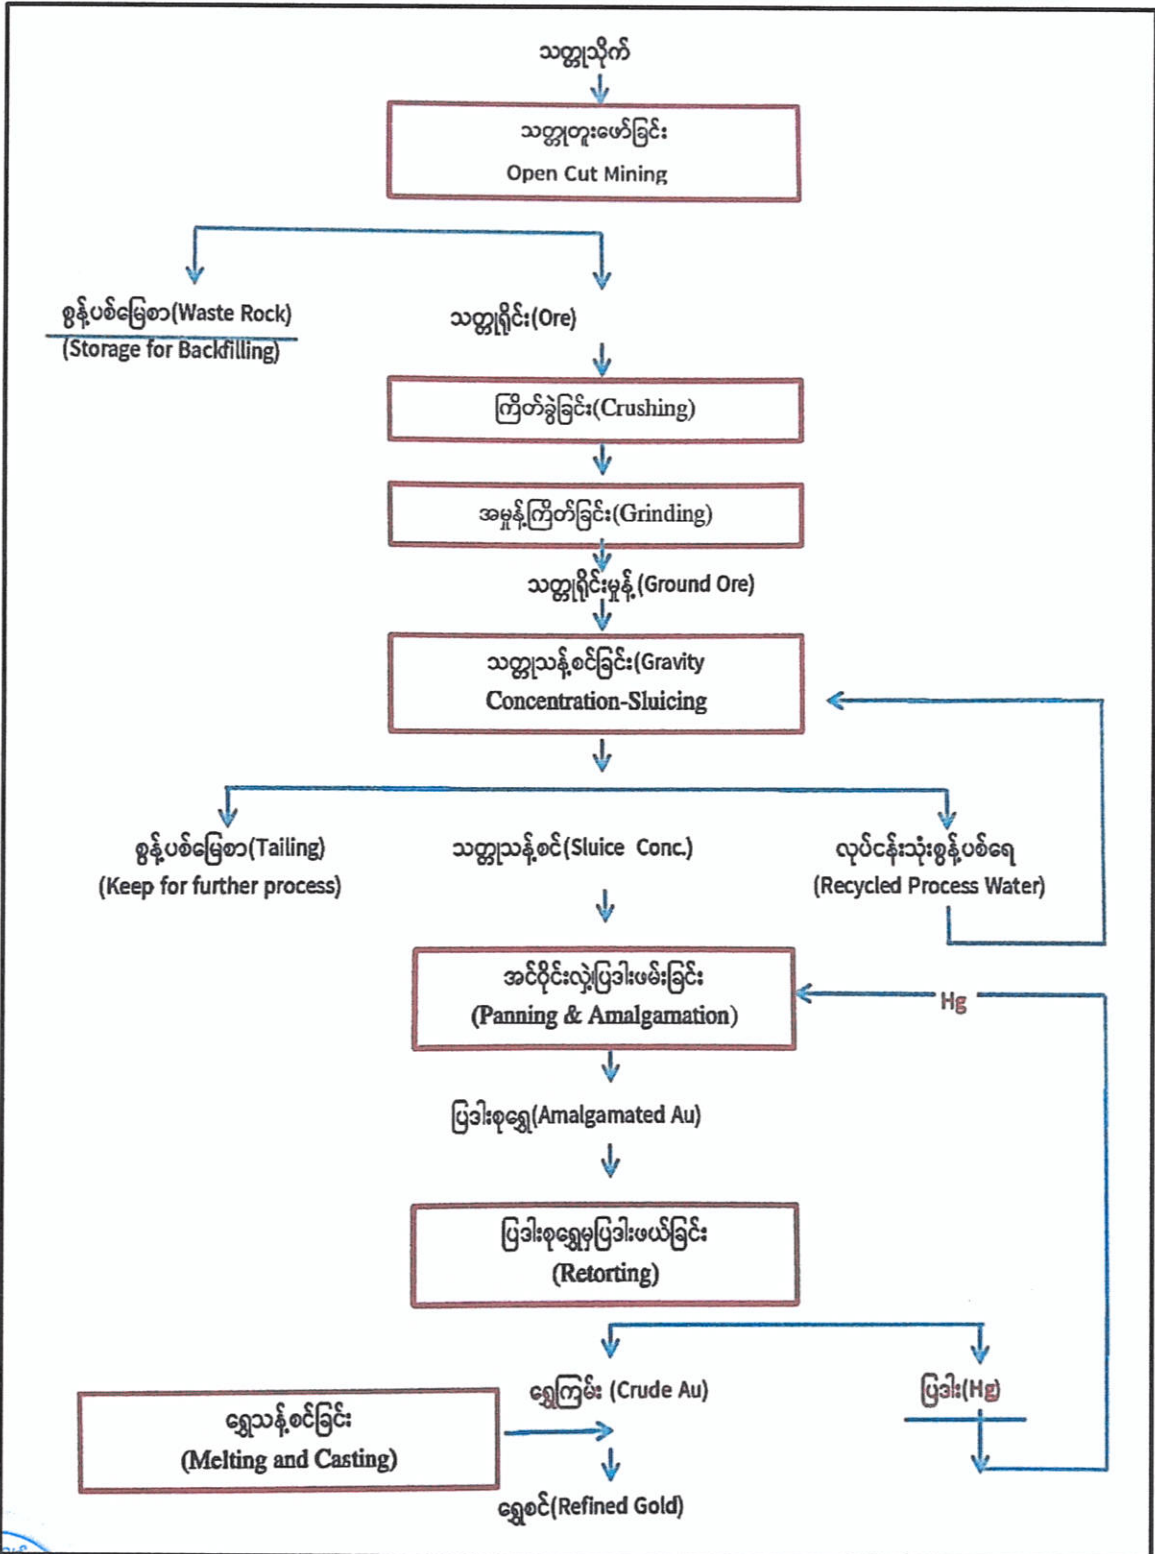 သတ္တုသိုက်
သတ္တုတူးဖော်ခြင်း
Open Cut Mining
စွန့်ပစ်မြေစာ(Waste Rock)
(Storage for Backfilling)
သတ္တုရိုင်း(Ore)
ကြိတ်ခွဲခြင်း(Crushing)
အမှုန့်ကြိတ်ခြင်း(Grinding)
သတ္တုရိုင်းမှုန့်(Ground Ore)
သတ္တုသန့်စင်ခြင်း(Gravity
Concentration-Sluicing
စွန့်ပစ်မြေစာ(Tailing)
(Keep for further process)
သတ္တုသန့်စင်(Sluice Conc.)
လုပ်ငန်းသုံးစွန့်ပစ်ရေ
(Recycled Process Water)
အင်ဝိုင်းလှဲ့ပြဒါးဖမ်းခြင်း
(Panning & Amalgamation)
Hg
ပြဒါးစုရွှေ(Amalgamated Au)
ပြဒါးစုရွှေမှပြဒါးဖယ်ခြင်း
(Retorting)
ရွှေကြမ်း (Crude Au)
ပြဒါး(Hg)
ရွှေသန့်စင်ခြင်း
(Melting and Casting)
ရွှေစင်(Refined Gold)